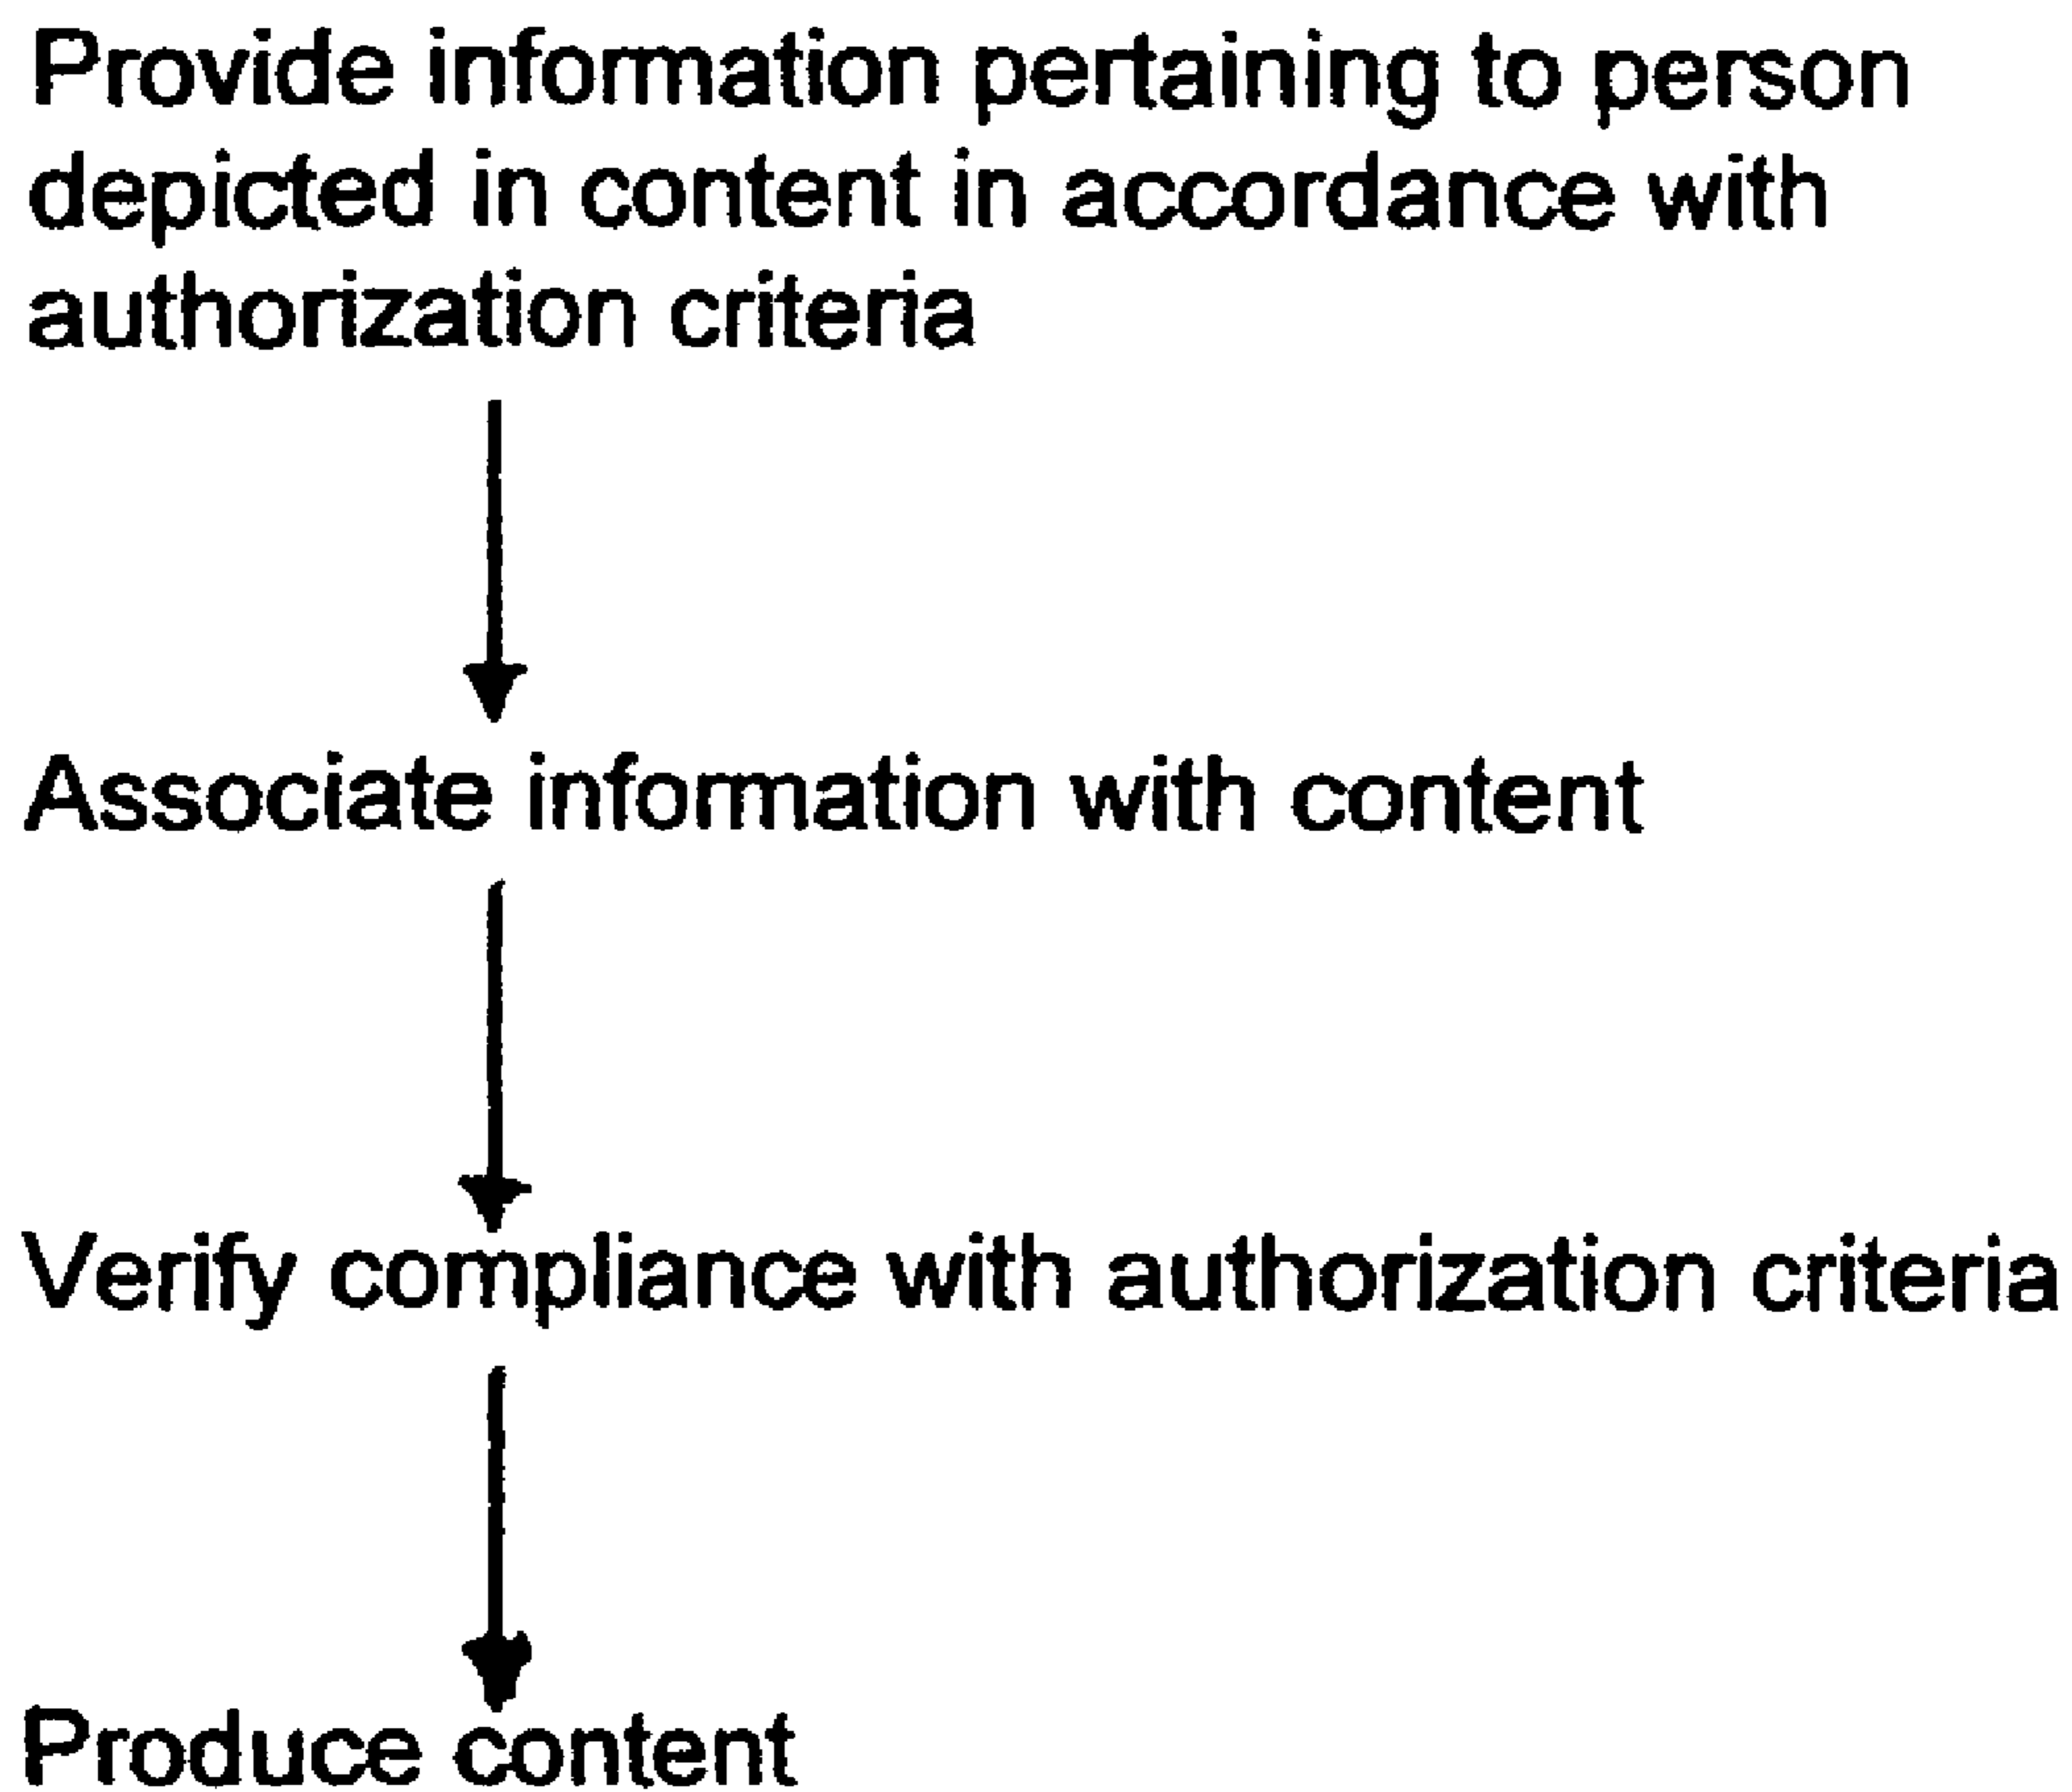 Provide information pertaining to person
depicted in content in accordance with
authorization criteria
Associate information with content
Verify compliance with authorization criteria
Produce content